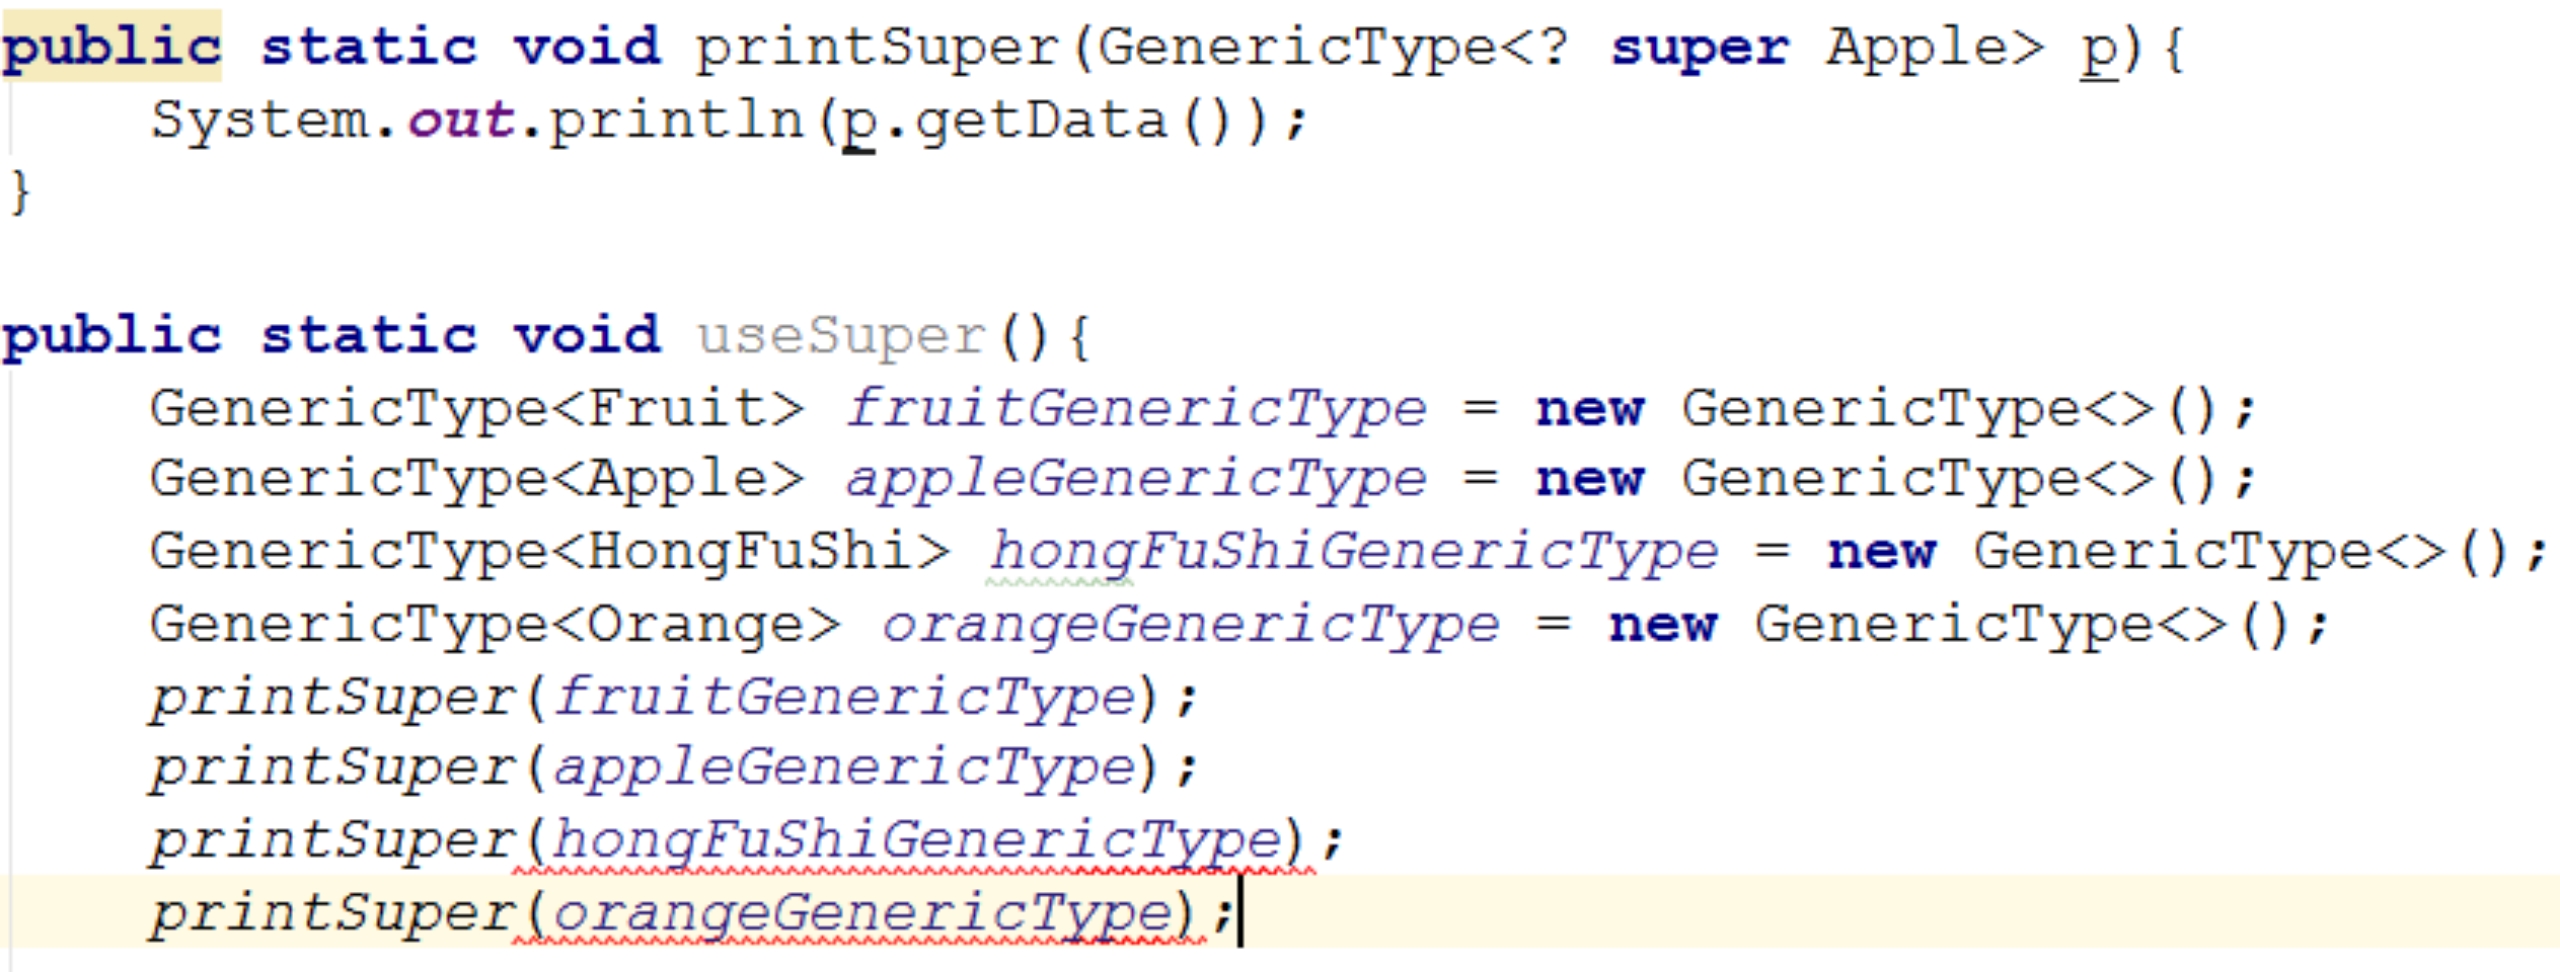 public static void printSuper(GenericType<? super Apple> p){
    System.out.println(p.getData());
}
public static void useSuper(){
    GenericType<Fruit> fruitGenericType = new GenericType<>();
    GenericType<Apple> appleGenericType = new GenericType<>();
    GenericType<HongFuShi> hongFuShiGenericType = new GenericType<>();
    GenericType<Orange> orangeGenericType = new GenericType<>();
    printSuper(fruitGenericType);
    printSuper(appleGenericType);
    printSuper(hongFuShiGenericType);
    printSuper(orangeGenericType);